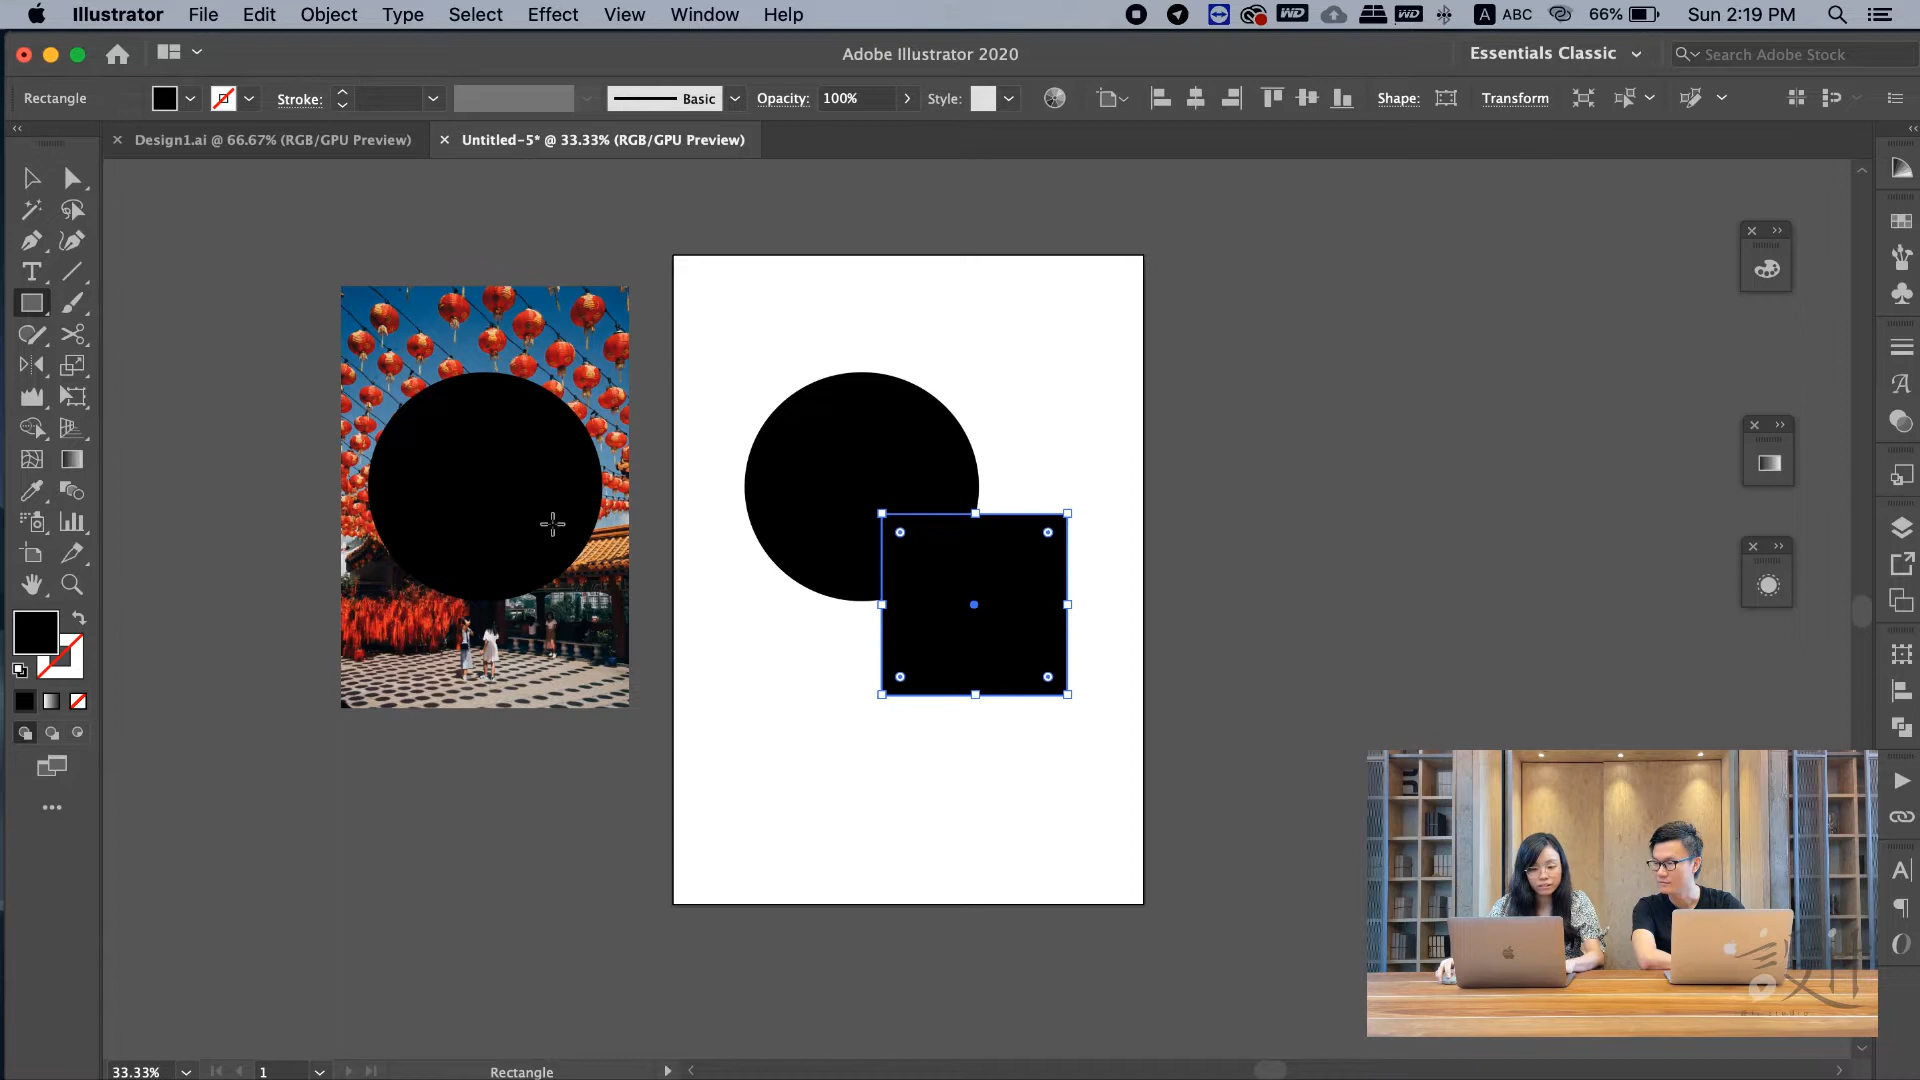 Illustrator File Edit Object Type Select Effect View Window Help
A ABC 66% Sun 2:19 PM
Adobe Illustrator 2020
Essentials Classic
Search Adobe Stock
Rectangle
Stroke:
Basic
Opacity: 100%
Style:
Shape:
Transform
Design1.ai @ 66.67% (RGB/GPU Preview)
Untitled-5* @ 33.33% (RGB/GPU Preview)
33.33%
1
Rectangle